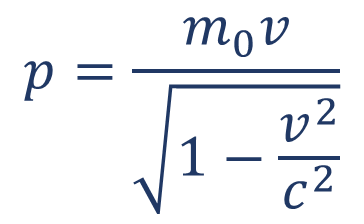 p = m₀v / √(1 − v²/c²)